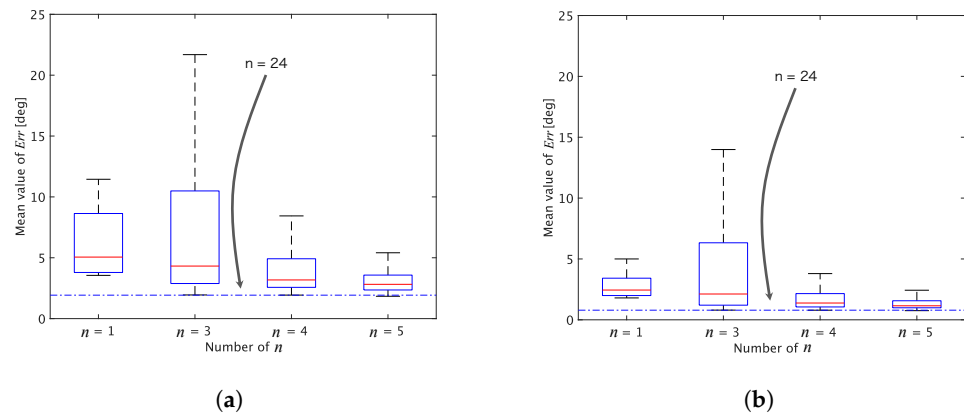 25
20
15
10
5
0
Mean value of Err [deg]
n = 24
n = 1
n = 3
n = 4
n = 5
Number of n
(a)
25
20
15
10
5
0
Mean value of Err [deg]
n = 24
n = 1
n = 3
n = 4
n = 5
Number of n
(b)